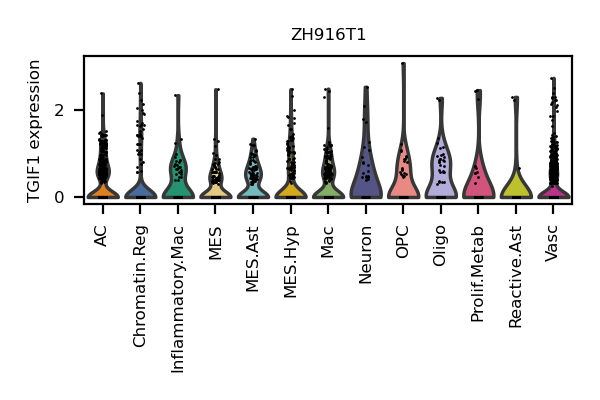 ZH916T1
TGIF1 expression
2
0
AC
Chromatin.Reg
Inflammatory.Mac
MES
MES.Ast
MES.Hyp
Mac
Neuron
OPC
Oligo
Prolif.Metab
Reactive.Ast
Vasc